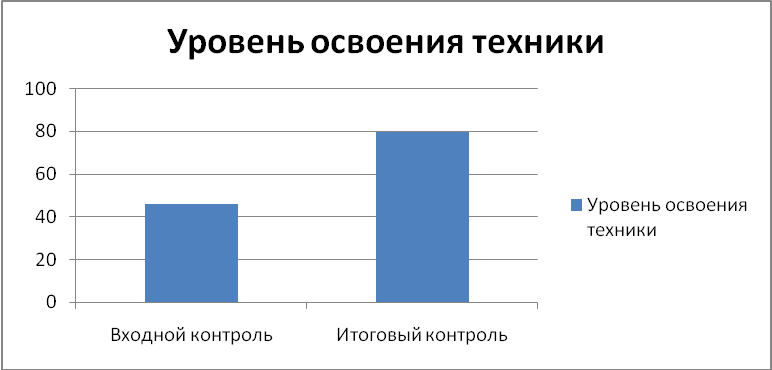 Уровень освоения техники
100
80
60
40
20
0
Входной контроль
Итоговый контроль
Уровень освоения
техники